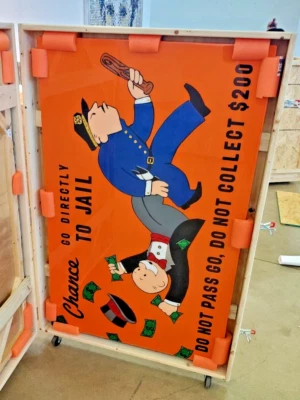 Chance
GO DIRECTLY
TO JAIL
DO NOT PASS GO, DO NOT COLLECT $200